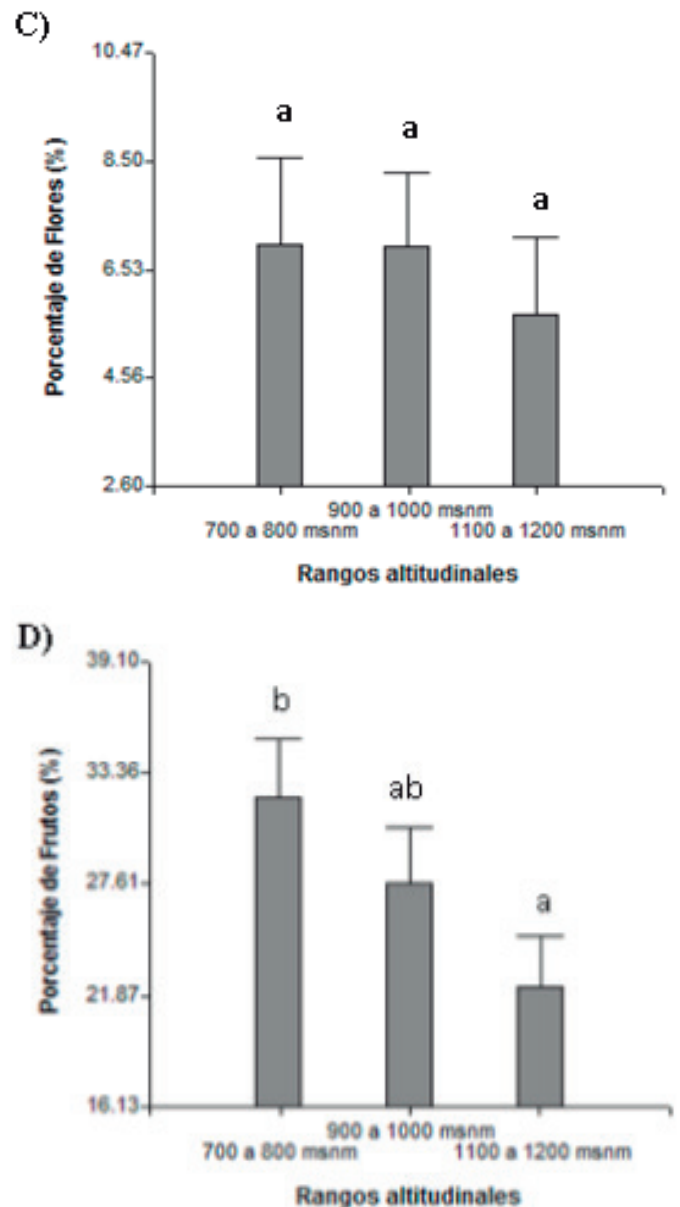 C)
10.47
8.50
6.53
4.56
2.60
Porcentaje de Flores (%)
a
a
a
900 a 1000 msnm
700 a 800 msnm 1100 a 1200 msnm
Rangos altitudinales
D)
39.10
33.36
27.61
21.87
16.13
Porcentaje de Frutos (%)
b
ab
a
900 a 1000 msnm
700 a 800 msnm 1100 a 1200 msnm
Rangos altitudinales